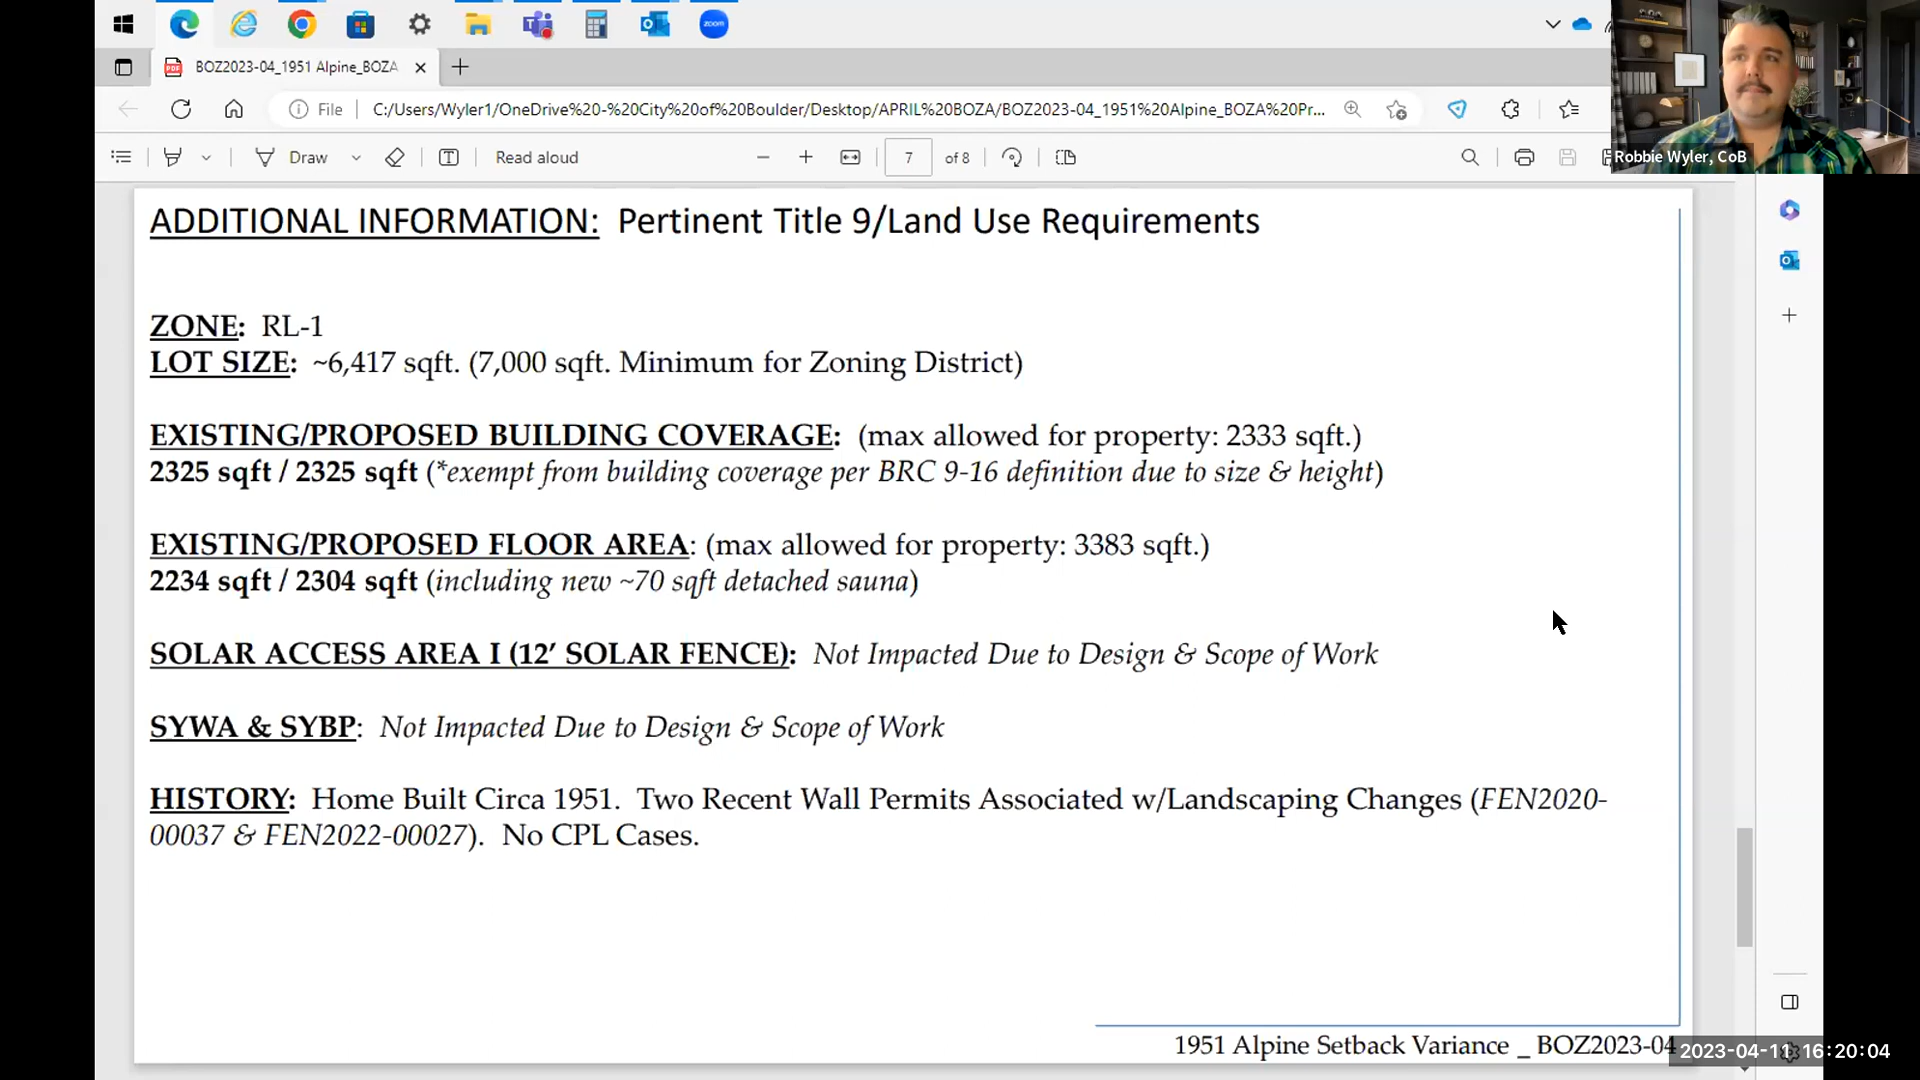 zoom
BOZ2023-04_1951 Alpine_BOZA
File
C:/Users/Wyler1/OneDrive%20-%20City%20of%20Boulder/Desktop/APRIL%20BOZA/BOZ2023-04_1951%20Alpine_BOZA%20Pr...
Draw
Read aloud
7 of 8
Robbie Wyler, CoB
ADDITIONAL INFORMATION: Pertinent Title 9/Land Use Requirements
ZONE: RL-1
LOT SIZE: ~6,417 sqft. (7,000 sqft. Minimum for Zoning District)
EXISTING/PROPOSED BUILDING COVERAGE: (max allowed for property: 2333 sqft.)
2325 sqft / 2325 sqft (*exempt from building coverage per BRC 9-16 definition due to size & height)
EXISTING/PROPOSED FLOOR AREA: (max allowed for property: 3383 sqft.)
2234 sqft / 2304 sqft (including new ~70 sqft detached sauna)
SOLAR ACCESS AREA I (12’ SOLAR FENCE): Not Impacted Due to Design & Scope of Work
SYWA & SYBP: Not Impacted Due to Design & Scope of Work
HISTORY: Home Built Circa 1951. Two Recent Wall Permits Associated w/Landscaping Changes (FEN2020-
00037 & FEN2022-00027). No CPL Cases.
1951 Alpine Setback Variance _ BOZ2023-04
2023-04-11 16:20:04